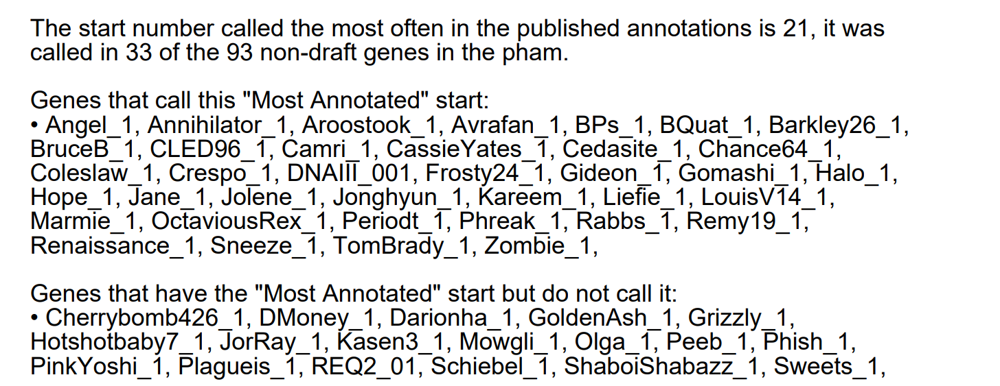 The start number called the most often in the published annotations is 21, it was
called in 33 of the 93 non-draft genes in the pham.
Genes that call this "Most Annotated" start:
• Angel_1, Annihilator_1, Aroostook_1, Avrafan_1, BPs_1, BQuat_1, Barkley26_1,
BruceB_1, CLED96_1, Camri_1, CassieYates_1, Cedasite_1, Chance64_1,
Coleslaw_1, Crespo_1, DNAIII_001, Frosty24_1, Gideon_1, Gomashi_1, Halo_1,
Hope_1, Jane_1, Jolene_1, Jonghyun_1, Kareem_1, Liefie_1, LouisV14_1,
Marmie_1, OctaviousRex_1, Periodt_1, Phreak_1, Rabbs_1, Remy19_1,
Renaissance_1, Sneeze_1, TomBrady_1, Zombie_1,
Genes that have the "Most Annotated" start but do not call it:
• Cherrybomb426_1, DMoney_1, Darionha_1, GoldenAsh_1, Grizzly_1,
Hotshotbaby7_1, JorRay_1, Kasen3_1, Mowgli_1, Olga_1, Peeb_1, Phish_1,
PinkYoshi_1, Plagueis_1, REQ2_01, Schiebel_1, ShaboiShabazz_1, Sweets_1,